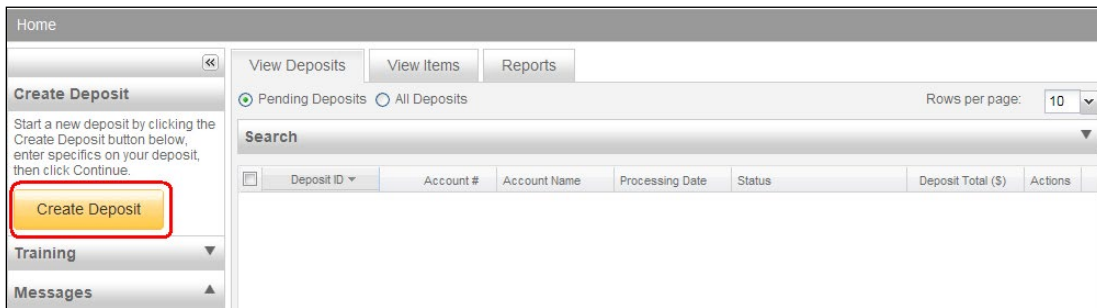 Home
Create Deposit
Start a new deposit by clicking the
Create Deposit button below,
enter specifics on your deposit,
then click Continue.
Create Deposit
Training
Messages
View Deposits View Items Reports
Pending Deposits All Deposits Rows per page: 10
Search
Deposit ID Account # Account Name Processing Date Status Deposit Total ($) Actions